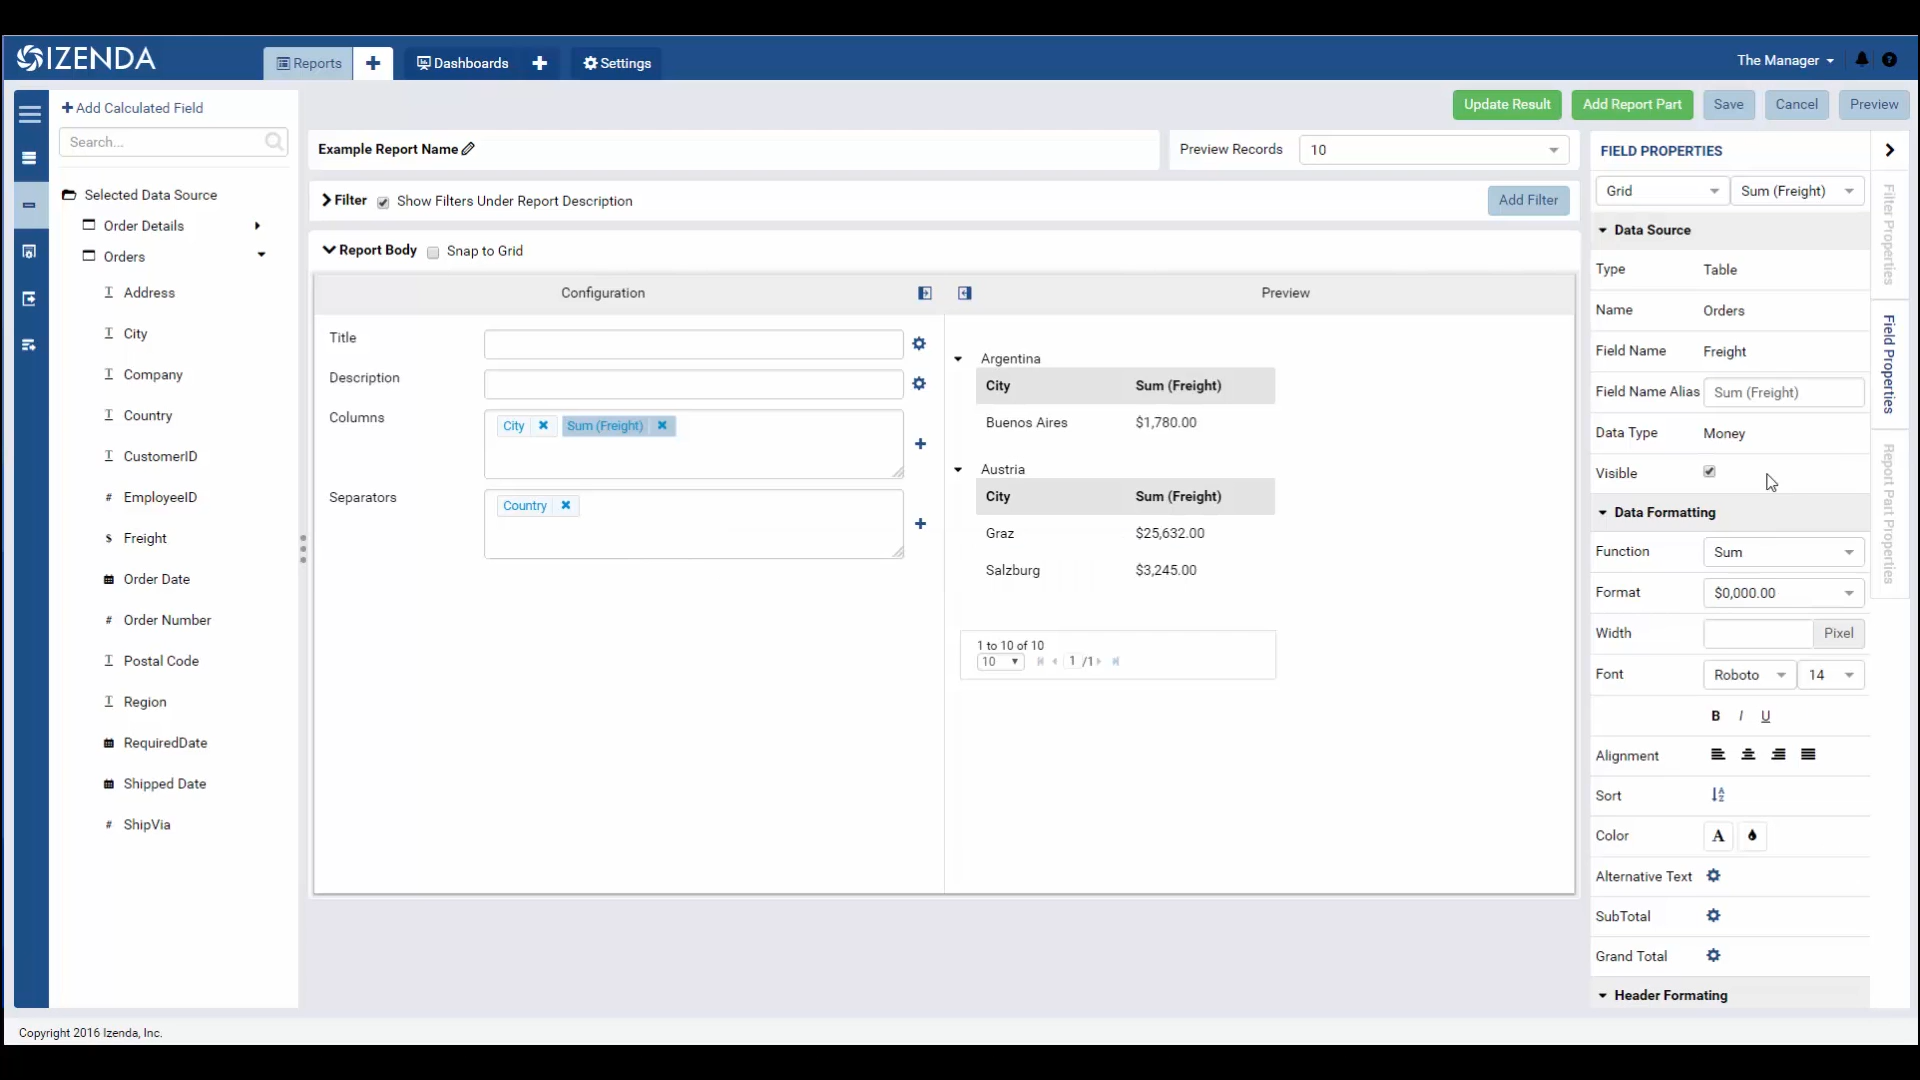 IZENDA
Reports
Dashboards
Settings
The Manager
Add Calculated Field
Search...
Selected Data Source
Order Details
Orders
Address
City
Company
Country
CustomerID
EmployeeID
Freight
Order Date
Order Number
Postal Code
Region
RequiredDate
Shipped Date
ShipVia
Update Result
Add Report Part
Save
Cancel
Preview
Example Report Name
Preview Records 10
Filter Show Filters Under Report Description
Add Filter
Report Body Snap to Grid
Configuration
Title
Description
Columns
City Sum (Freight)
Separators
Country
Preview
Argentina
City Sum (Freight)
Buenos Aires $1,780.00
Austria
City Sum (Freight)
Graz $25,632.00
Salzburg $3,245.00
1 to 10 of 10
10 1 /1
FIELD PROPERTIES
Grid Sum (Freight)
Data Source
Type Table
Name Orders
Field Name Freight
Field Name Alias Sum (Freight)
Data Type Money
Visible
Data Formatting
Function Sum
Format $0,000.00
Width Pixel
Font Roboto 14
B I U
Alignment
Sort
Color A
Alternative Text
SubTotal
Grand Total
Header Formating
Filter Properties
Field Properties
Report Part Properties
Copyright 2016 Izenda, Inc.